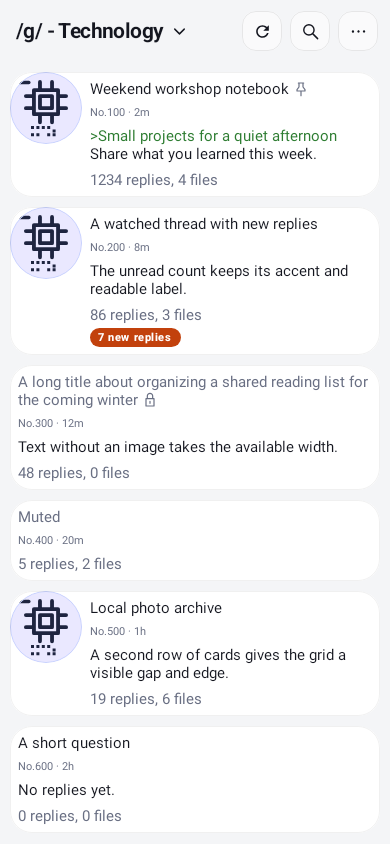 /g/ - Technology
Weekend workshop notebook
No.100 · 2m
>Small projects for a quiet afternoon
Share what you learned this week.
1234 replies, 4 files
A watched thread with new replies
No.200 · 8m
The unread count keeps its accent and
readable label.
86 replies, 3 files
7 new replies
A long title about organizing a shared reading list for
the coming winter
No.300 · 12m
Text without an image takes the available width.
48 replies, 0 files
Muted
No.400 · 20m
5 replies, 2 files
Local photo archive
No.500 · 1h
A second row of cards gives the grid a
visible gap and edge.
19 replies, 6 files
A short question
No.600 · 2h
No replies yet.
0 replies, 0 files